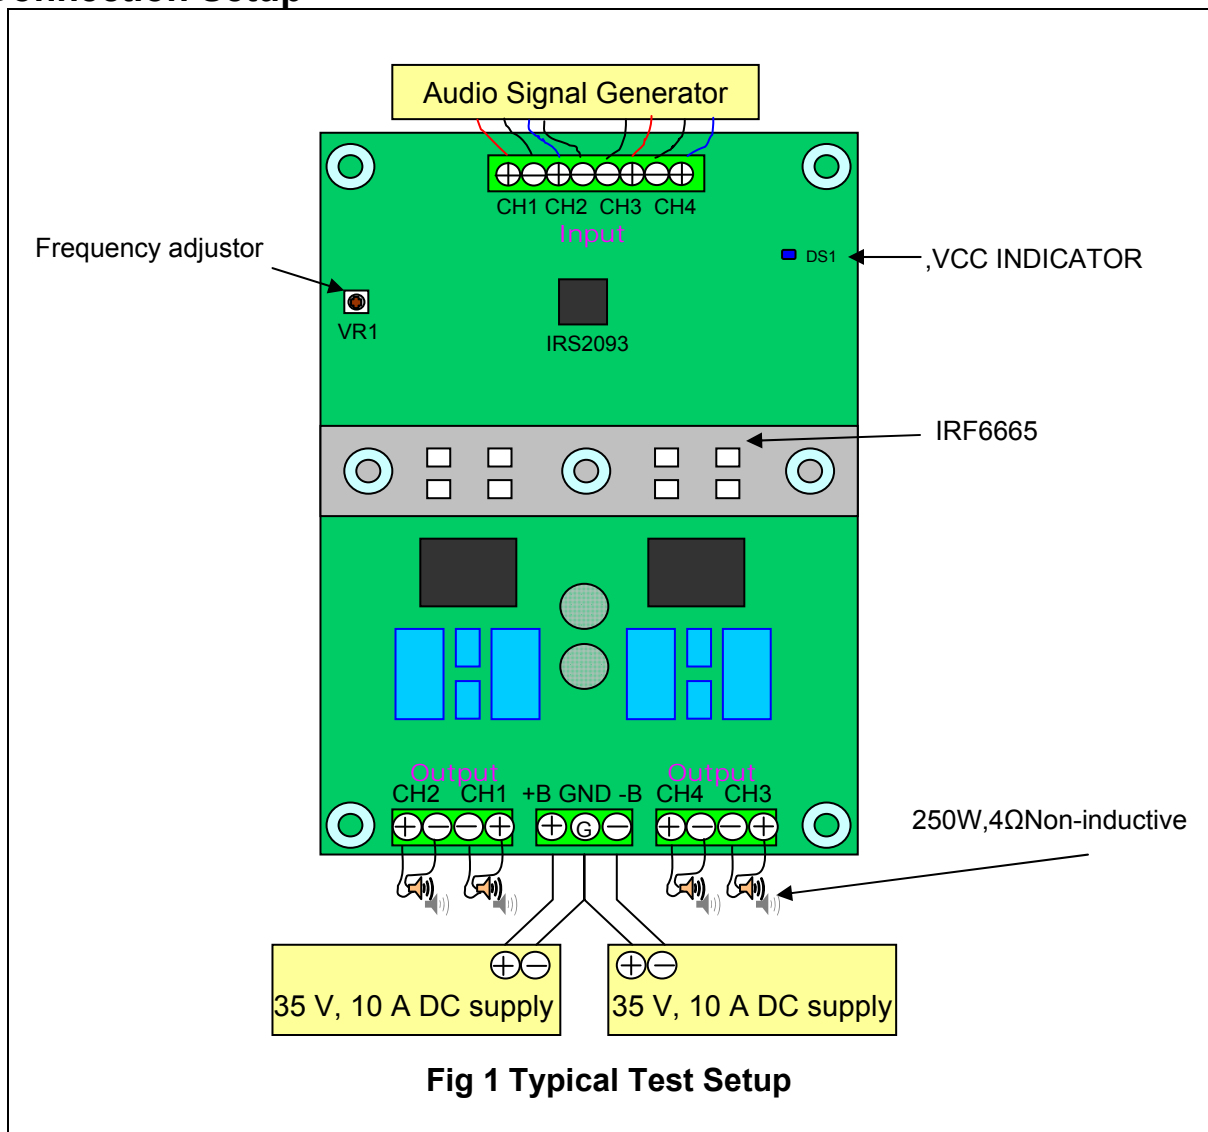 Connection Setup
Audio Signal Generator
CH1 CH2 CH3 CH4
Input
Frequency adjustor
DS1
,VCC INDICATOR
VR1
IRS2093
IRF6665
Output
Output
CH2 CH1 +B GND -B CH4 CH3
G
250W,4ΩNon-inductive
35 V, 10 A DC supply
35 V, 10 A DC supply
Fig 1 Typical Test Setup